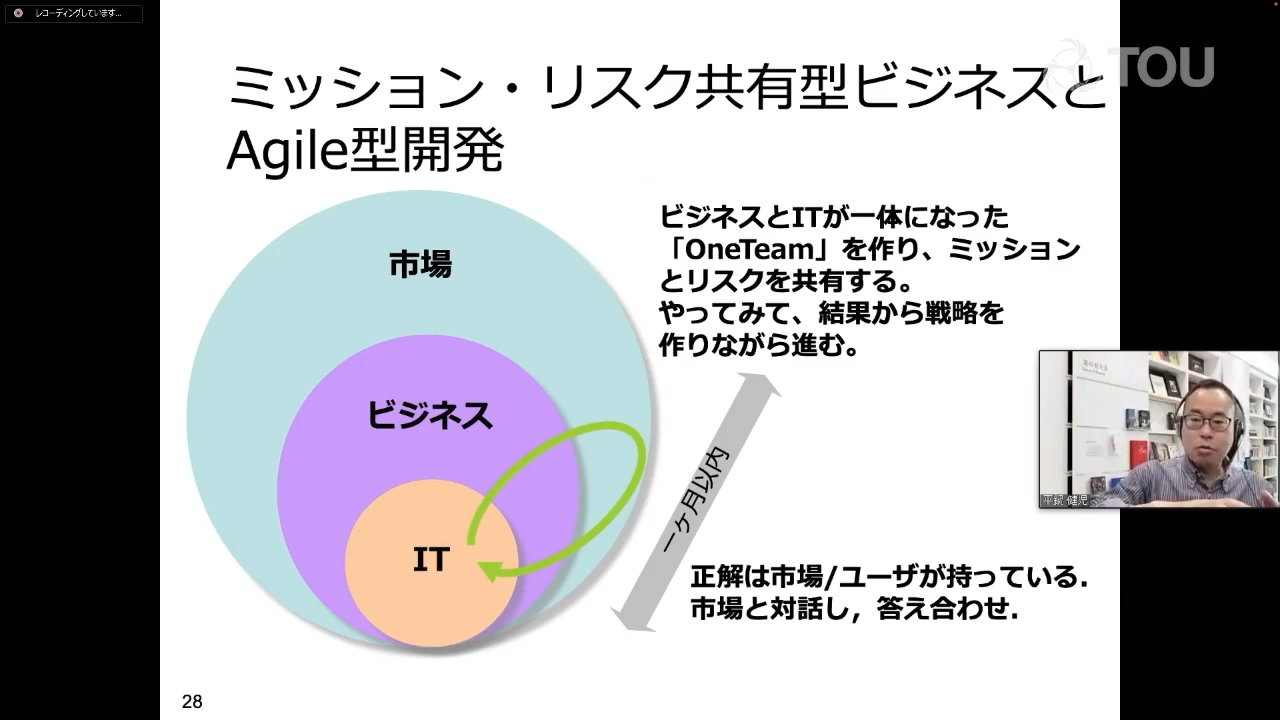 レコーディングしています...
TOU
ミッション・リスク共有型ビジネスと
Agile型開発
市場
ビジネス
IT
ビジネスとITが一体になった
「OneTeam」を作り、ミッション
とリスクを共有する。
やってみて、結果から戦略を
作りながら進む。
一ヶ月以内
正解は市場/ユーザが持っている.
市場と対話し，答え合わせ.
平鍋 健児
28